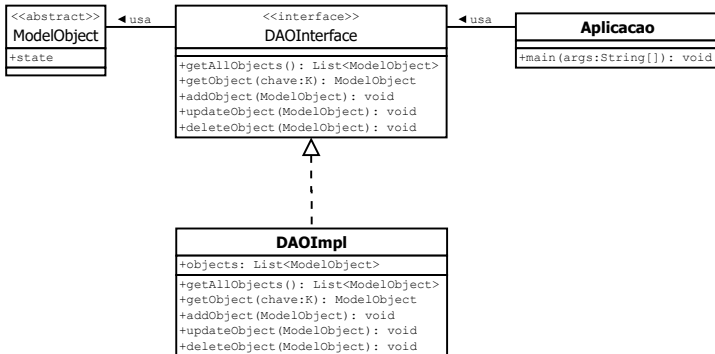 <<abstract>>
ModelObject
+state
◄ usa
<<interface>>
DAOInterface
+getAllObjects(): List<ModelObject>
+getObject(chave:K): ModelObject
+addObject(ModelObject): void
+updateObject(ModelObject): void
+deleteObject(ModelObject): void
◄ usa
Aplicacao
+main(args:String[]): void
DAOImpl
+objects: List<ModelObject>
+getAllObjects(): List<ModelObject>
+getObject(chave:K): ModelObject
+addObject(ModelObject): void
+updateObject(ModelObject): void
+deleteObject(ModelObject): void